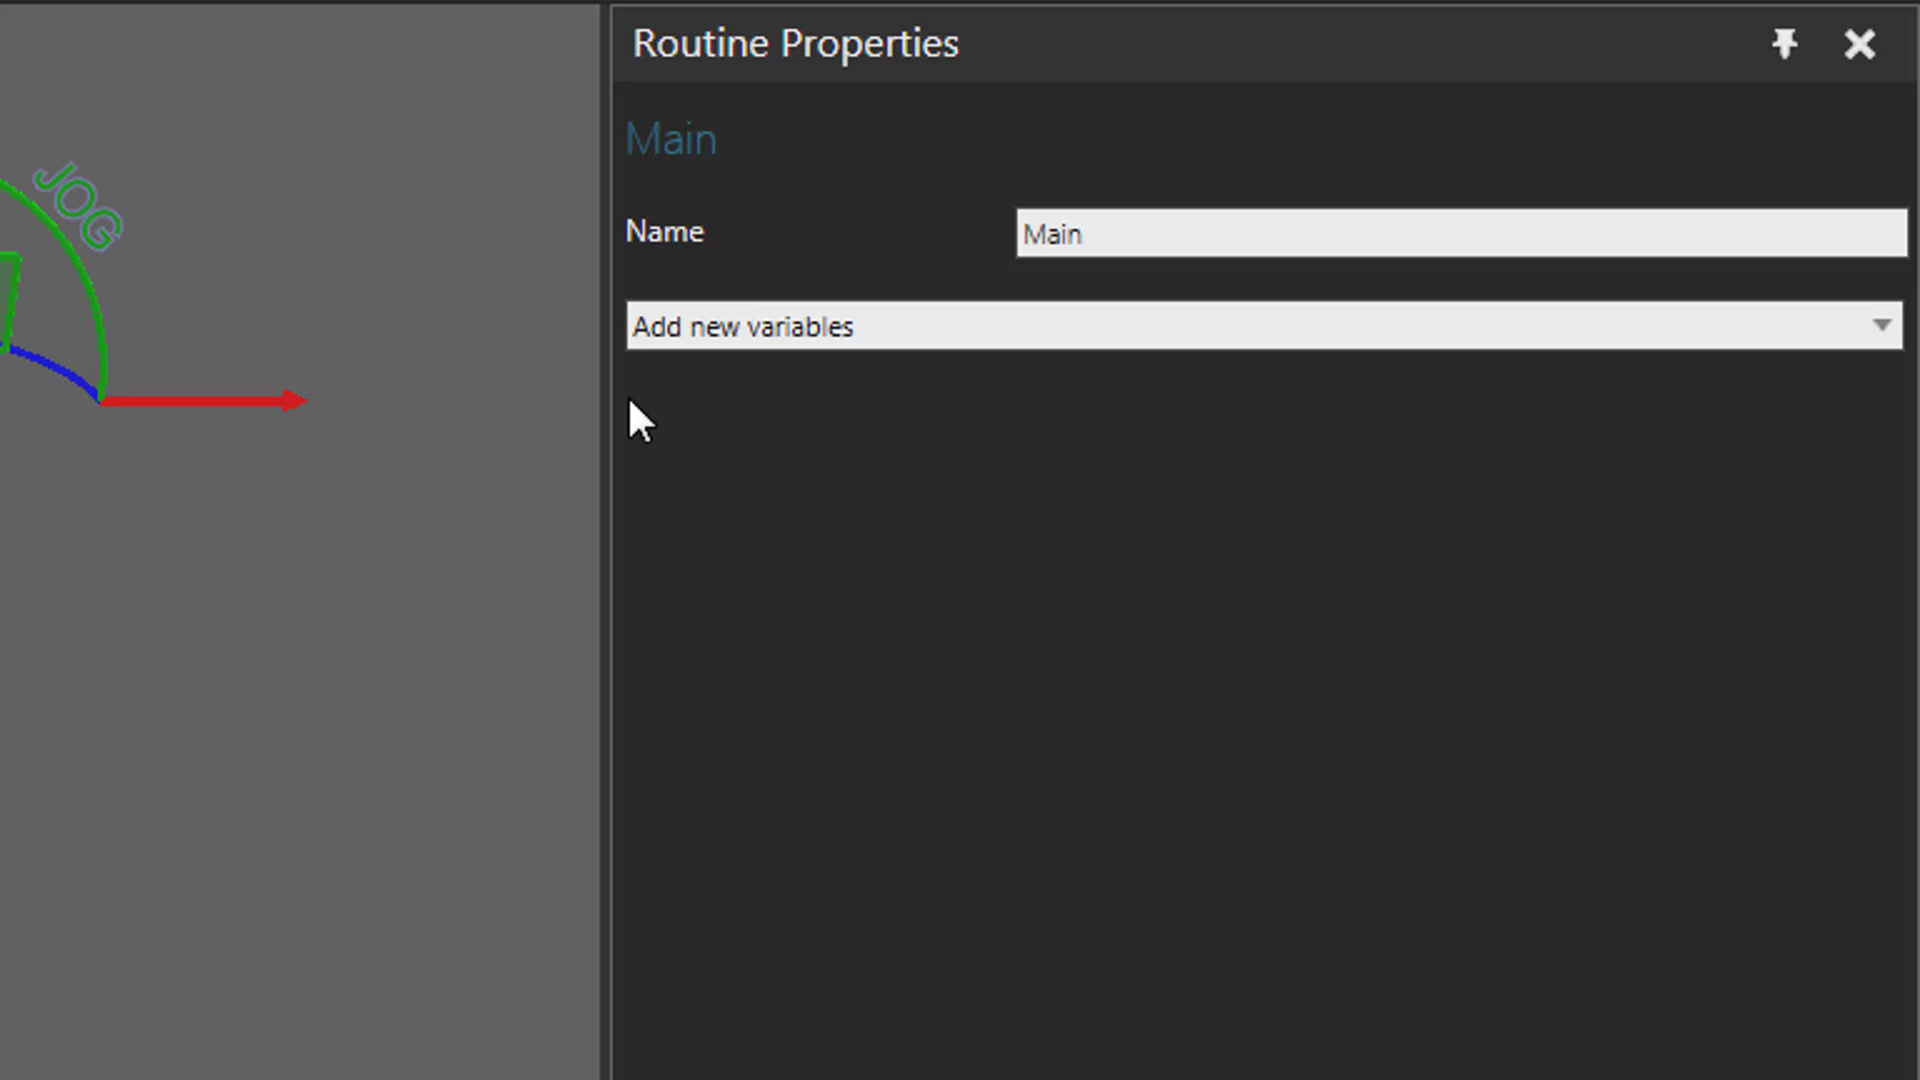 Routine Properties
Main
JOG
Name
Main
Add new variables